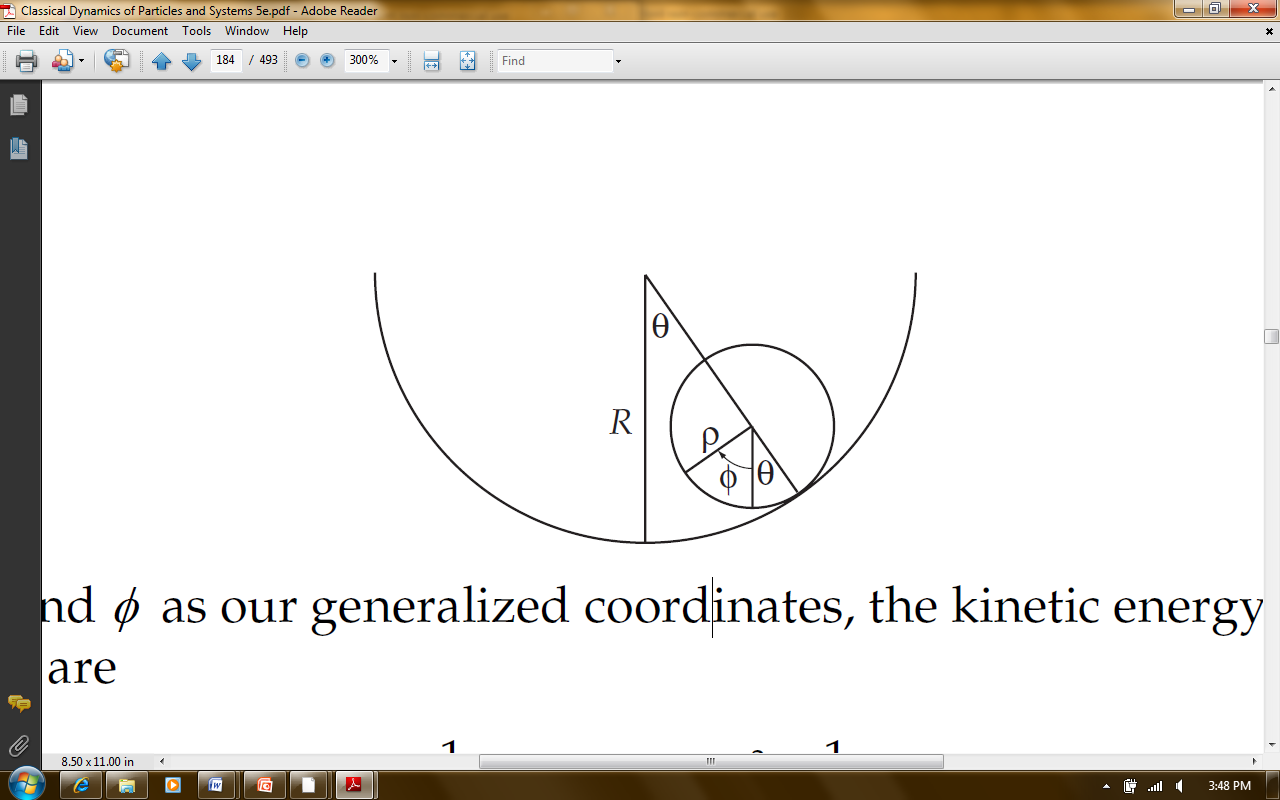 Classical Dynamics of Particles and Systems 5e.pdf - Adobe Reader
File Edit View Document Tools Window Help
184 / 493 300% Find
θ
R
ρ
ϕ θ
nd ϕ as our generalized coordinates, the kinetic energy
are
8.50 x 11.00 in
3:48 PM